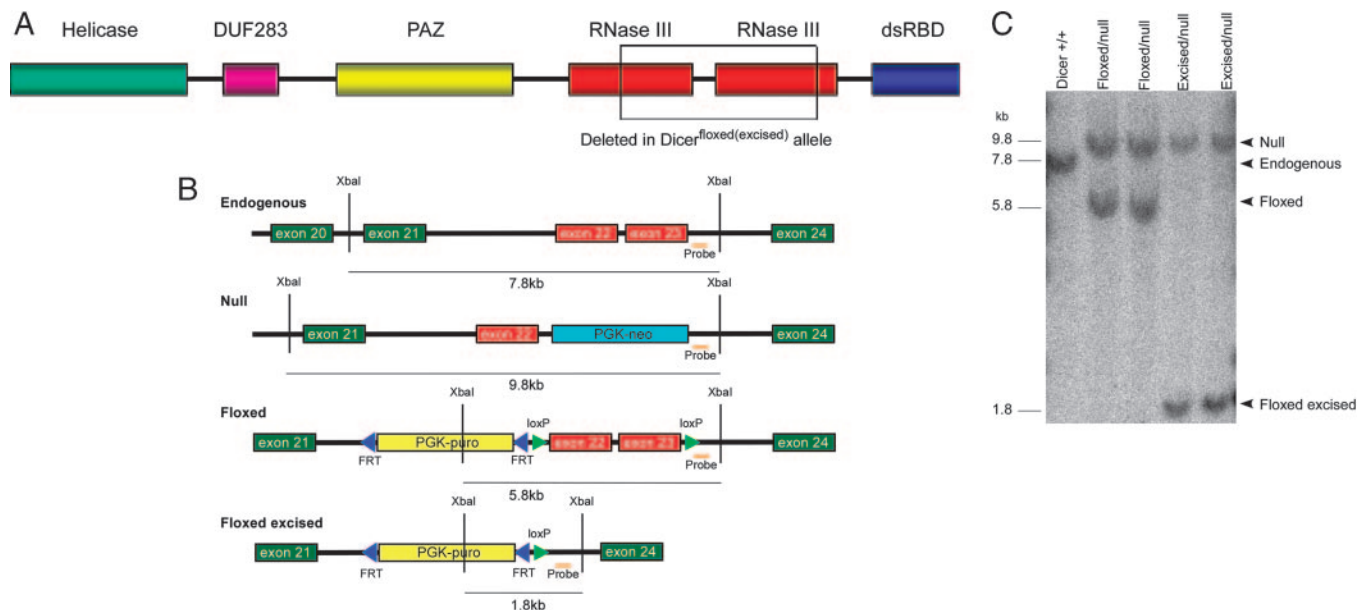 A
Helicase DUF283 PAZ RNase III RNase III dsRBD
Deleted in Dicer^floxed(excised) allele
B
Endogenous
XbaI XbaI
exon 20 exon 21 exon 22 exon 23 exon 24
Probe
7.8kb
Null
XbaI XbaI
exon 21 exon 22 PGK-neo exon 24
Probe
9.8kb
Floxed
XbaI XbaI
loxP loxP
exon 21 PGK-puro exon 22 exon 23 exon 24
FRT FRT Probe
5.8kb
Floxed excised
XbaI XbaI
loxP
exon 21 PGK-puro exon 24
FRT FRT Probe
1.8kb
C
Dicer +/+
Floxed/null
Floxed/null
Excised/null
Excised/null
kb
9.8 Null
7.8 Endogenous
5.8 Floxed
1.8 Floxed excised